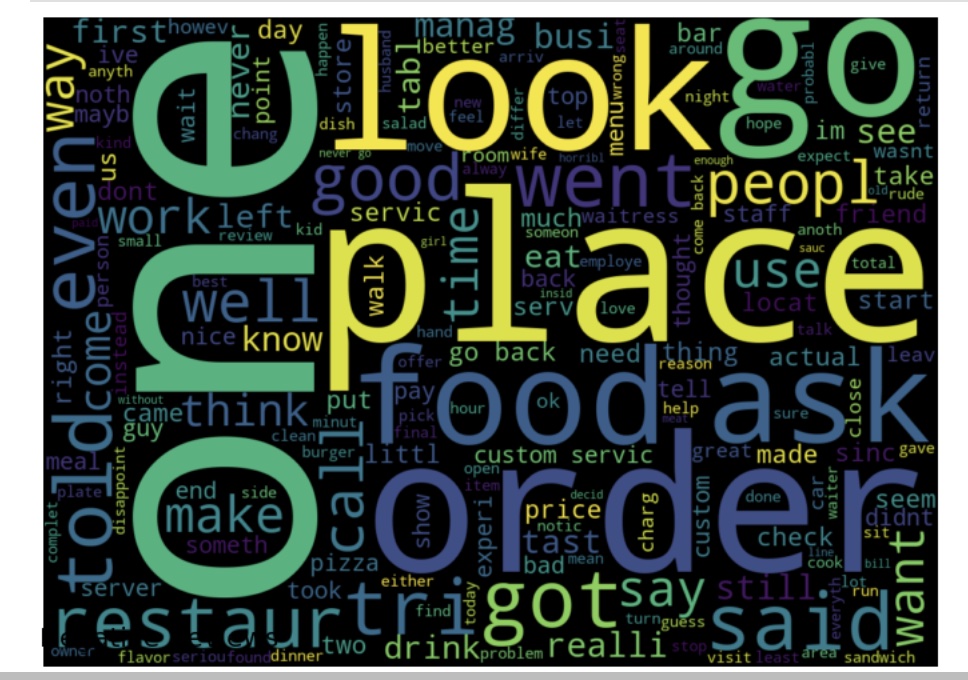 first howev day manag busi bar
ive never happen husband store tabl better arriv look seat go around probabl give
way anyth point wrong return
noth mayb wait new feel differ top let menu night water hope im see
chang dish salad move never go room wife horribl enough expect wasnt
kind us one good alway went peopl old take rude
dont servic much waitress come back staff friend
paid work left kid time someon anoth
even small review girl place eat employe thought sauc use total
person best walk back
well insid serv love locat start
nice know hand talk
right come instead offer go back need thing reason actual leav
without food ask
came think put pay hour ok tell help sure close
guy minut pick final meat
told clean call burger littl custom servic great made sinc gave
meal disappoint open
plate end side item order decid custom done car waiter seem
make show experi price charg didnt
complet someth notic tast check sit
pizza bad mean line cook bill
server took either today got say still everyth lot run want
restaur tri find turn guess said
two drink problem realli stop
owner flavor seriou found dinner visit least area sandwich